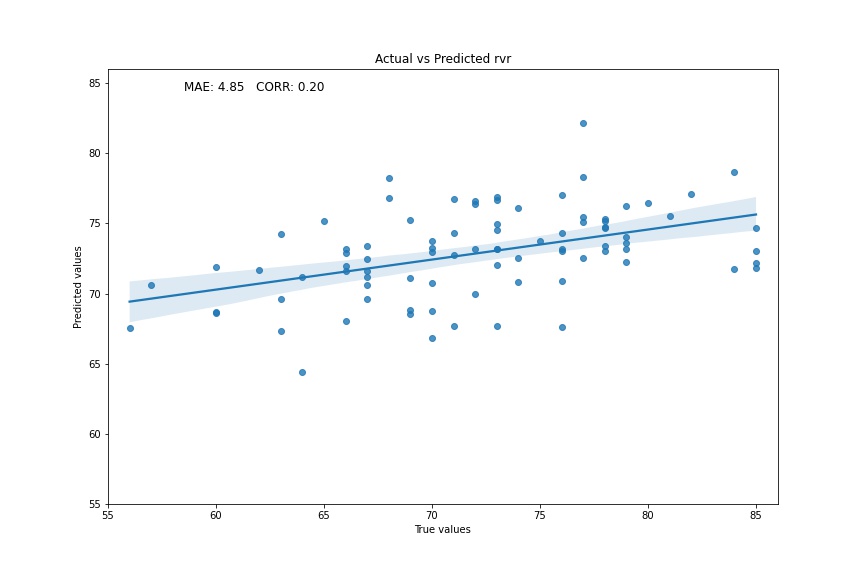 Actual vs Predicted rvr
MAE: 4.85   CORR: 0.20
85
80
75
70
65
60
55
Predicted values
55 60 65 70 75 80 85
True values